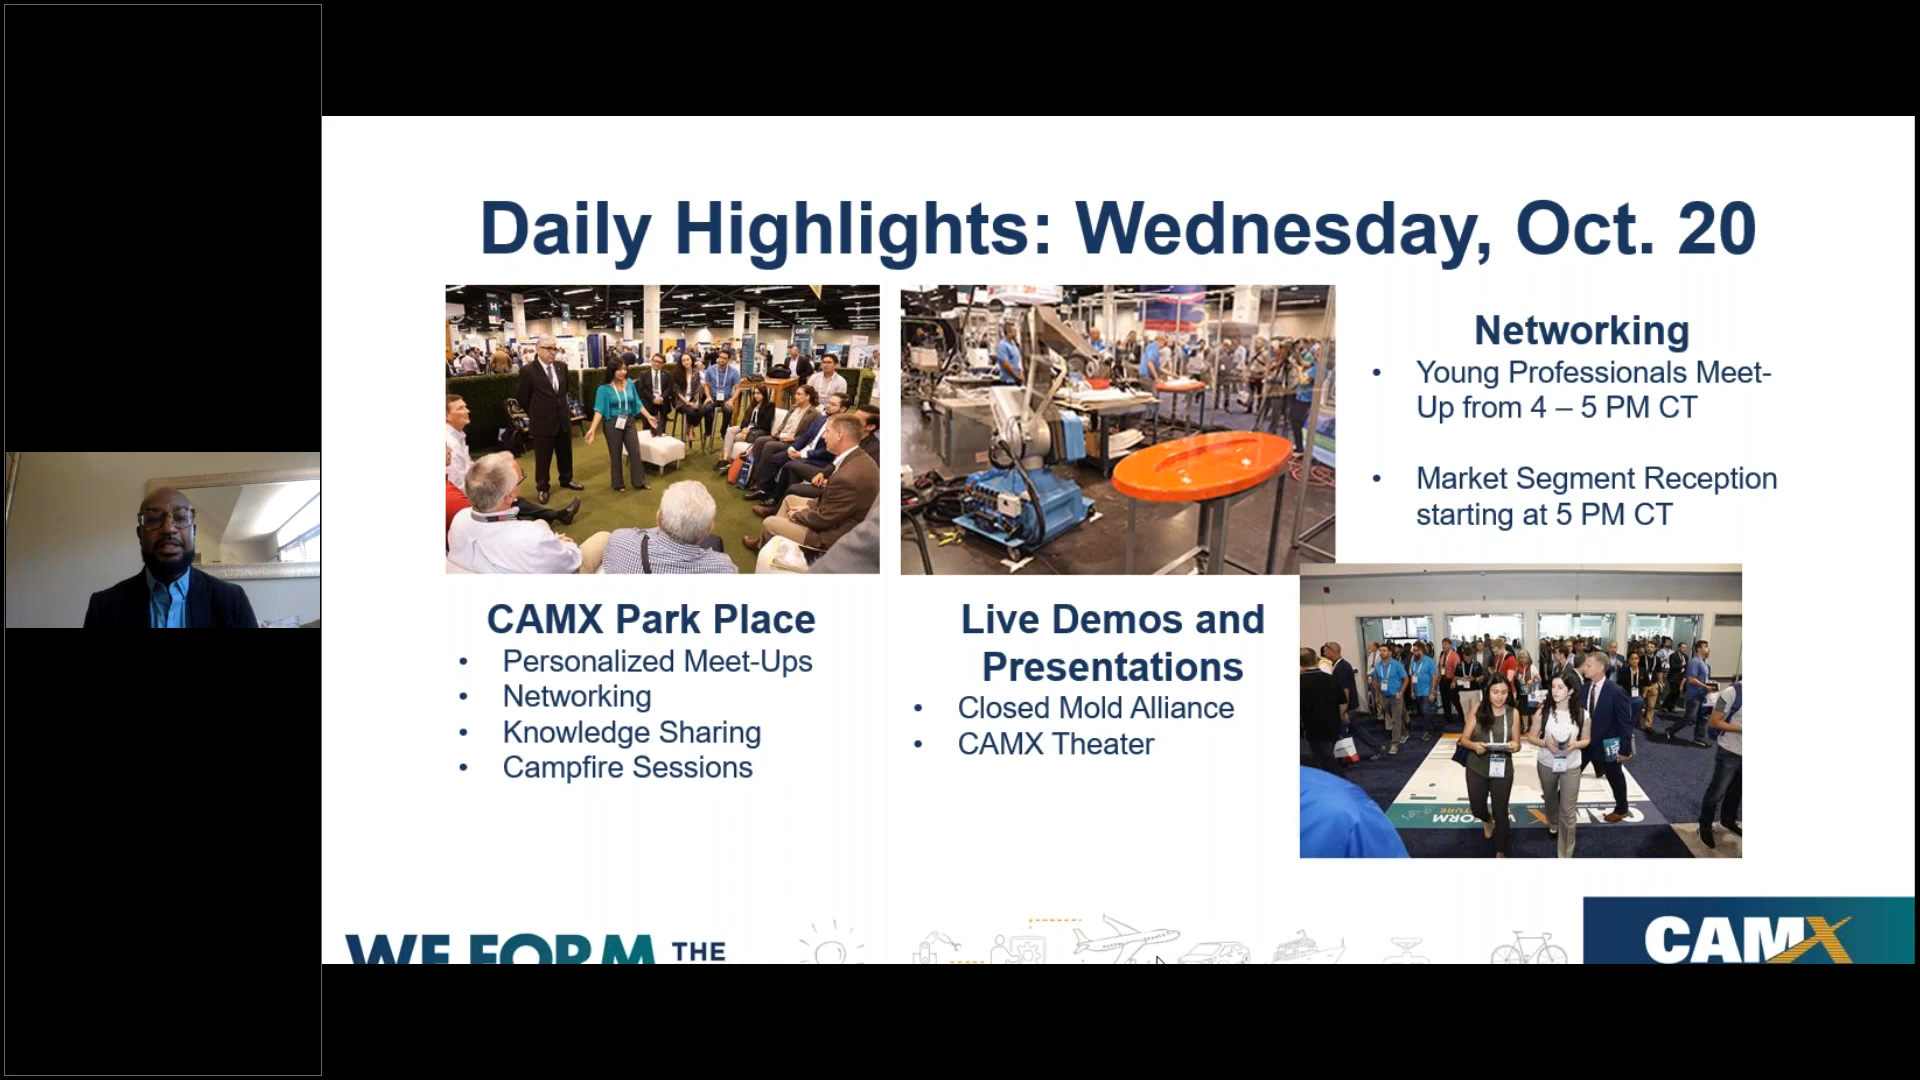 Daily Highlights: Wednesday, Oct. 20
Networking
• Young Professionals Meet-
Up from 4 – 5 PM CT
• Market Segment Reception
starting at 5 PM CT
CAMX Park Place
• Personalized Meet-Ups
• Networking
• Knowledge Sharing
• Campfire Sessions
Live Demos and
Presentations
• Closed Mold Alliance
• CAMX Theater
WE FORM THE
CAMX